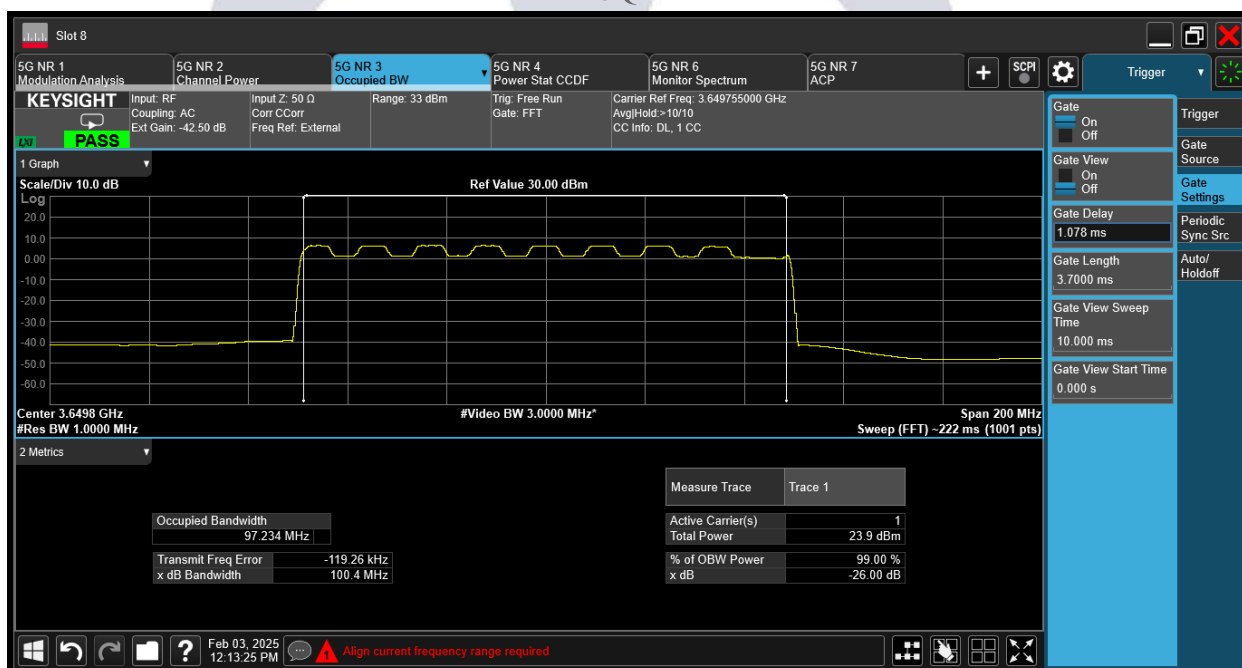 Slot 8
5G NR 1
Modulation Analysis
5G NR 2
Channel Power
5G NR 3
Occupied BW
5G NR 4
Power Stat CCDF
5G NR 6
Monitor Spectrum
5G NR 7
ACP
+
SCPI
Trigger
KEYSIGHT
LXI
PASS
Input: RF
Coupling: AC
Ext Gain: -42.50 dB
Input Z: 50 Ω
Corr CCorr
Freq Ref: External
Range: 33 dBm
Trig: Free Run
Gate: FFT
Carrier Ref Freq: 3.649755000 GHz
Avg|Hold:>10/10
CC Info: DL, 1 CC
1 Graph
Scale/Div 10.0 dB
Ref Value 30.00 dBm
Log
20.0
10.0
0.00
-10.0
-20.0
-30.0
-40.0
-50.0
-60.0
Center 3.6498 GHz
#Video BW 3.0000 MHz*
Span 200 MHz
#Res BW 1.0000 MHz
Sweep (FFT) ~222 ms (1001 pts)
2 Metrics
Measure Trace Trace 1
Occupied Bandwidth
97.234 MHz
Active Carrier(s) 1
Total Power 23.9 dBm
Transmit Freq Error -119.26 kHz
x dB Bandwidth 100.4 MHz
% of OBW Power 99.00 %
x dB -26.00 dB
Gate
On
Off
Gate View
On
Off
Gate Delay
1.078 ms
Gate Length
3.7000 ms
Gate View Sweep
Time
10.000 ms
Gate View Start Time
0.000 s
Trigger
Gate
Source
Gate
Settings
Periodic
Sync Src
Auto/
Holdoff
?
Feb 03, 2025
12:13:25 PM
1
Align current frequency range required